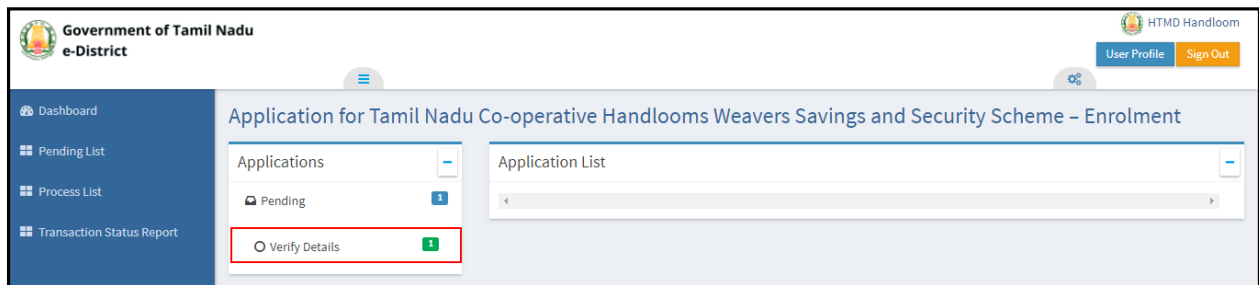 Government of Tamil Nadu
e-District
HTMD Handloom
User Profile
Sign Out
Dashboard
Pending List
Process List
Transaction Status Report
Application for Tamil Nadu Co-operative Handlooms Weavers Savings and Security Scheme – Enrolment
Applications
Pending 1
Verify Details 1
Application List